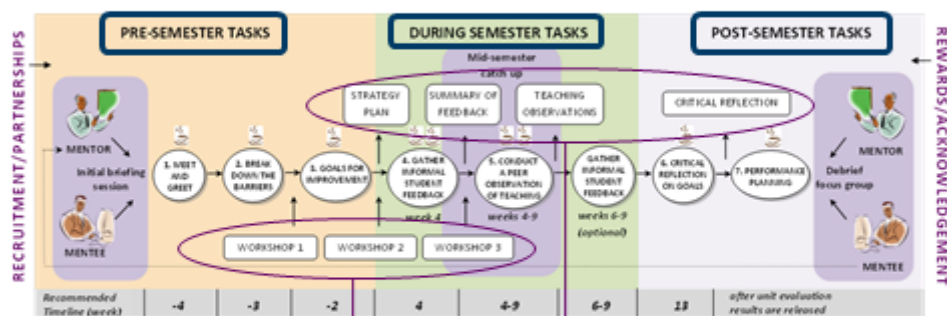 PRE-SEMESTER TASKS
DURING SEMESTER TASKS
POST-SEMESTER TASKS
RECRUITMENT/PARTNERSHIPS
REWARDS//ACKNOWLEDGEMENT
Mid-semester
catch up
STRATEGY
PLAN
SUMMARY OF
FEEDBACK
TEACHING
OBSERVATIONS
CRITICAL REFLECTION
MENTOR
Initial briefing
session
MENTEE
1. MEET
AND
GREET
2. BREAK
DOWN THE
BARRIERS
3. GOALS FOR
IMPROVEMENT
4. GATHER
INFORMAL
STUDENT
FEEDBACK
week 4
5. CONDUCT
A PEER
OBSERVATION
OF TEACHING
weeks 4-9
GATHER
INFORMAL
STUDENT
FEEDBACK
weeks 6-9
(optional)
6. CRITICAL
REFLECTION
ON GOALS
7. PERFORMANCE
PLANNING
MENTOR
Debrief
focus group
MENTEE
WORKSHOP 1
WORKSHOP 2
WORKSHOP 3
Recommended
Timeline (week)
-4
-3
-2
4
4-9
6-9
13
after unit evaluation
results are released